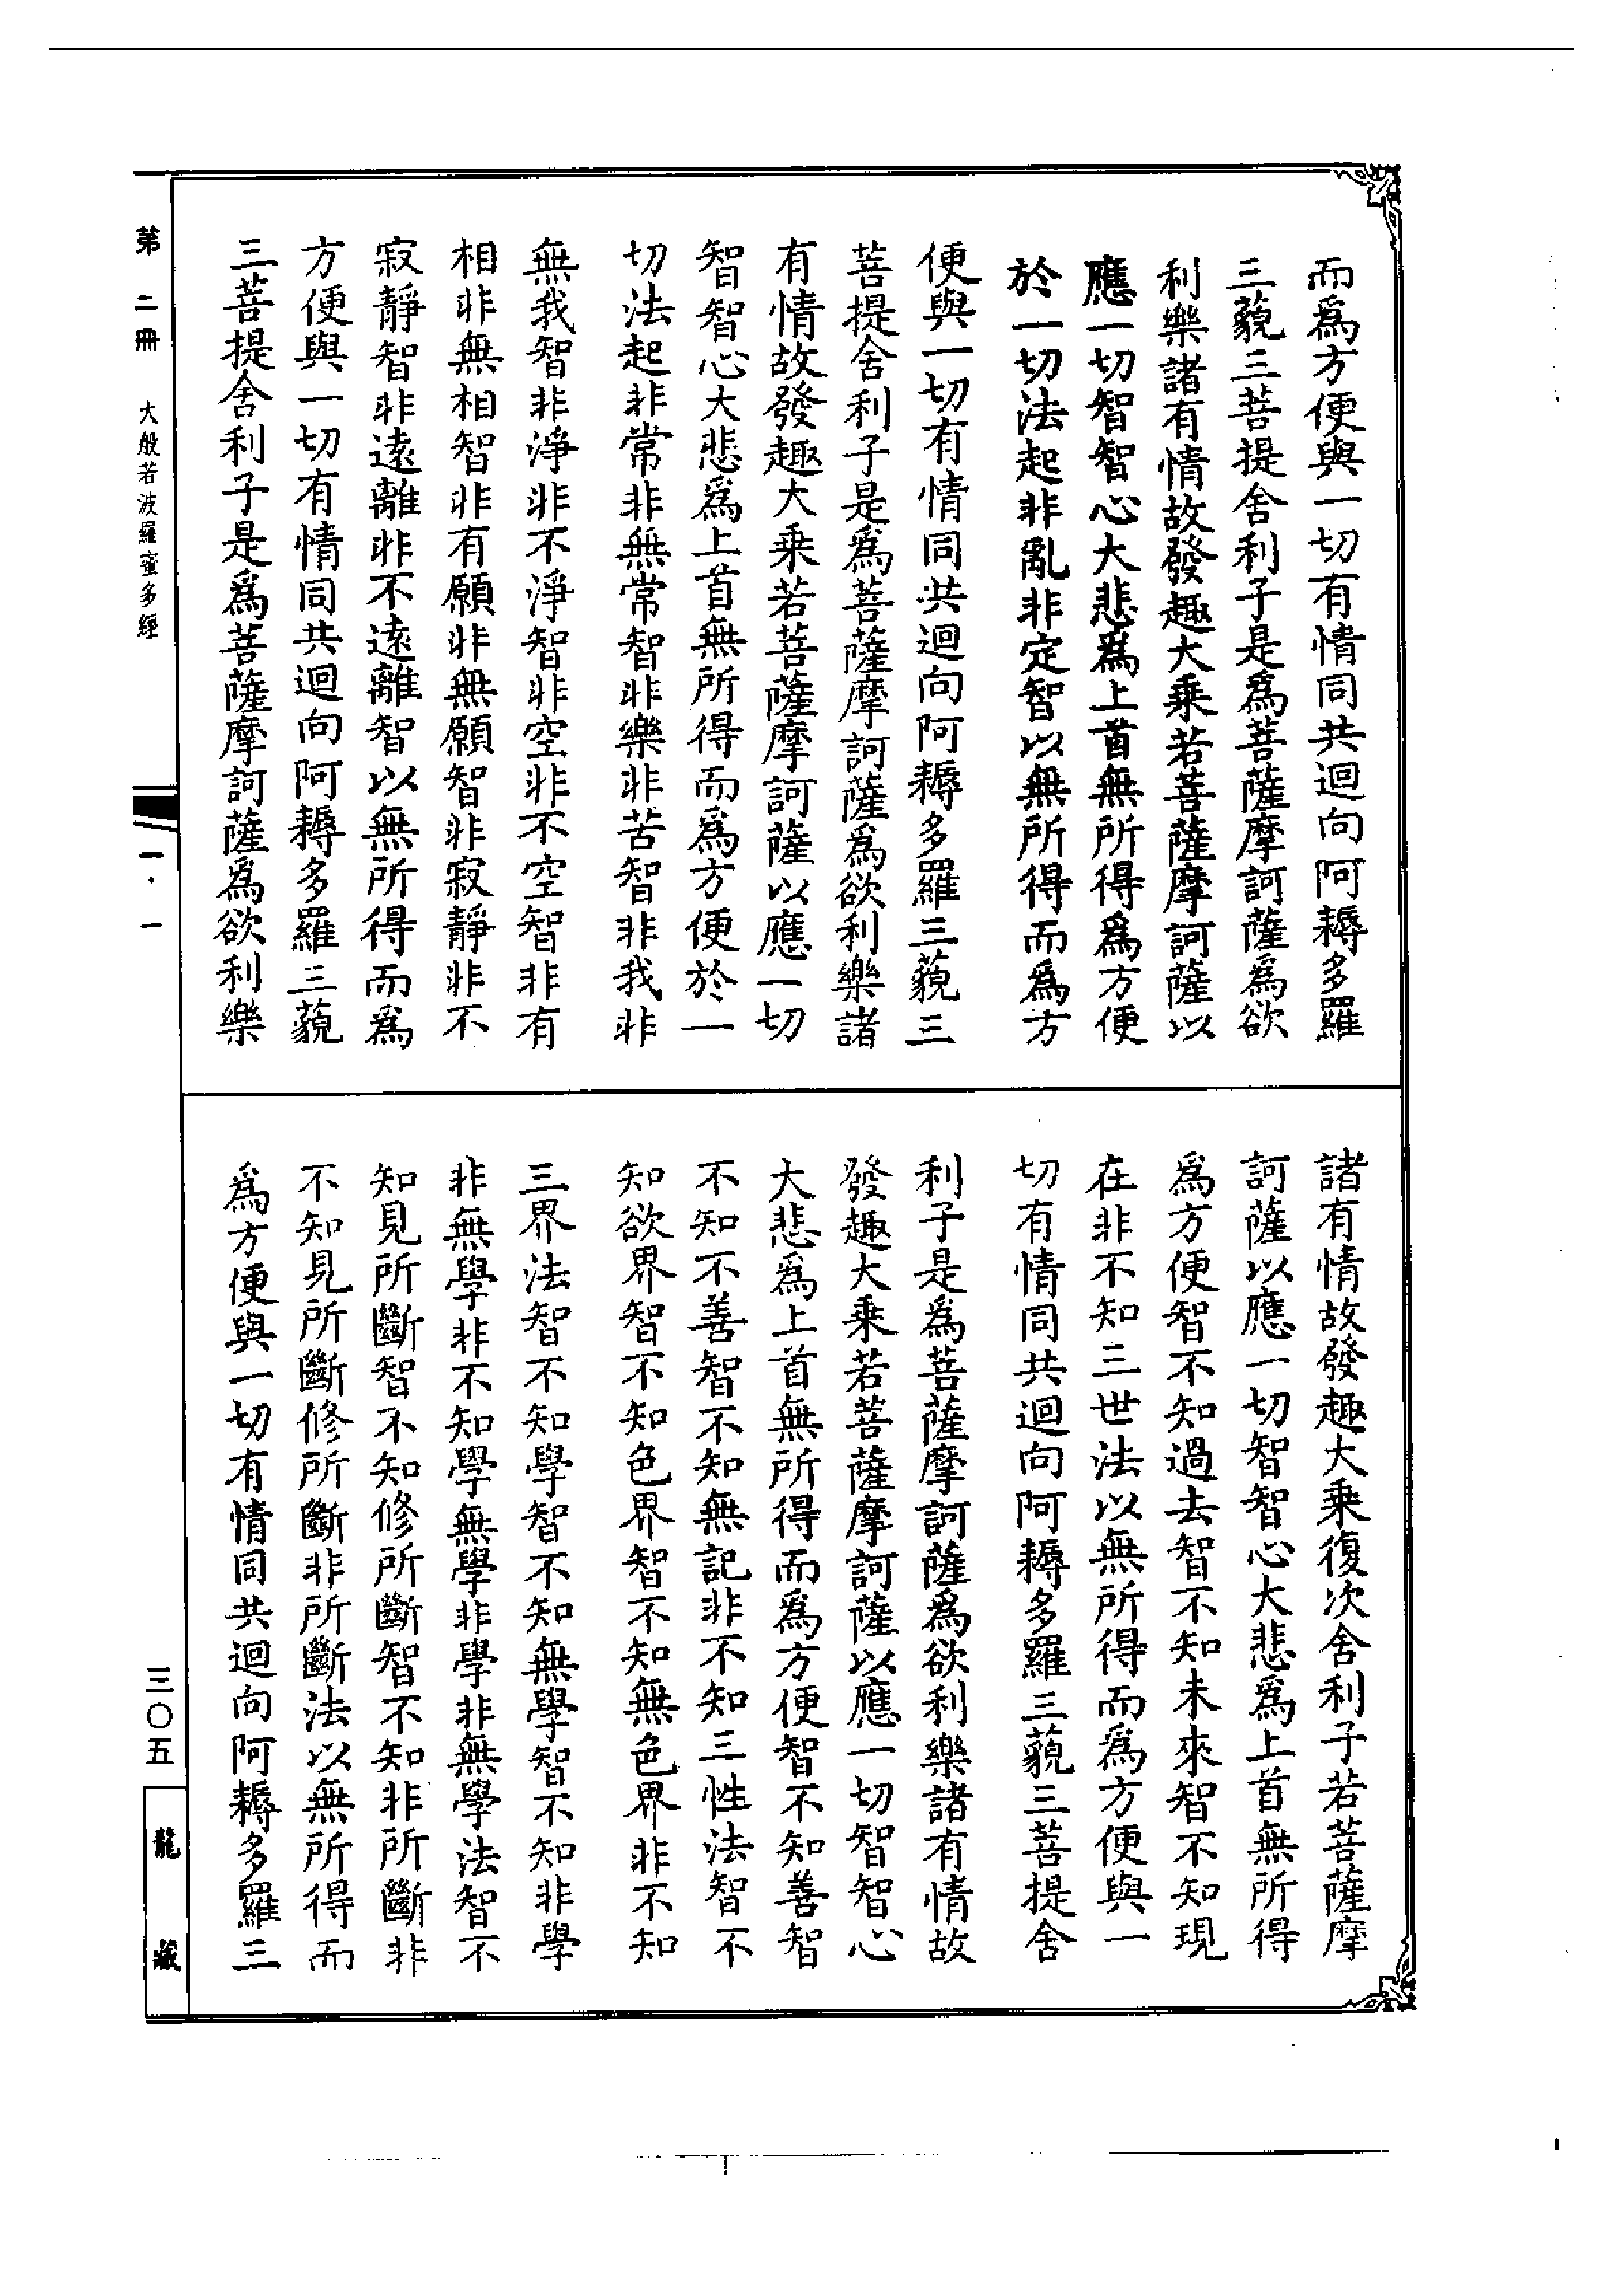 而爲方便與一切有情同共迴向阿耨多羅
三藐三菩提舍利子是爲菩薩摩訶薩爲欲
利樂諸有情故發趣大乘若菩薩摩訶薩以
應一切智智心大悲爲上首無所得爲方便
於一切法起非亂非定智以無所得而爲方
便與一切有情同共迴向阿耨多羅三藐三
菩提舍利子是爲菩薩摩訶薩爲欲利樂諸
有情故發趣大乘若菩薩摩訶薩以應一切
智智心大悲爲上首無所得而爲方便於一
切法起非常非無常智非樂非苦智非我非
無我智非淨非不淨智非空非不空智非有
相非無相智非有願非無願智非寂靜非不
寂靜智非遠離非不遠離智以無所得而爲
方便與一切有情同共迴向阿耨多羅三藐
三菩提舍利子是爲菩薩摩訶薩爲欲利樂
諸有情故發趣大乘復次舍利子若菩薩摩
訶薩以應一切智智心大悲爲上首無所得
爲方便智不知過去智不知未來智不知現
在非不知三世法以無所得而爲方便與一
切有情同共迴向阿耨多羅三藐三菩提舍
利子是爲菩薩摩訶薩爲欲利樂諸有情故
發趣大乘若菩薩摩訶薩以應一切智智心
大悲爲上首無所得而爲方便智不知善智
不知不善智不知無記非不知三性法智不
知欲界智不知色界智不知無色界非不知
三界法智不知學智不知無學智不知非學
非無學非不知學無學非學非無學法智不
知見所斷智不知修所斷智不知非所斷非
不知見所斷修所斷非所斷法以無所得而
爲方便與一切有情同共迴向阿耨多羅三
第二冊 大般若波羅蜜多經
一·一
三〇五
龍藏